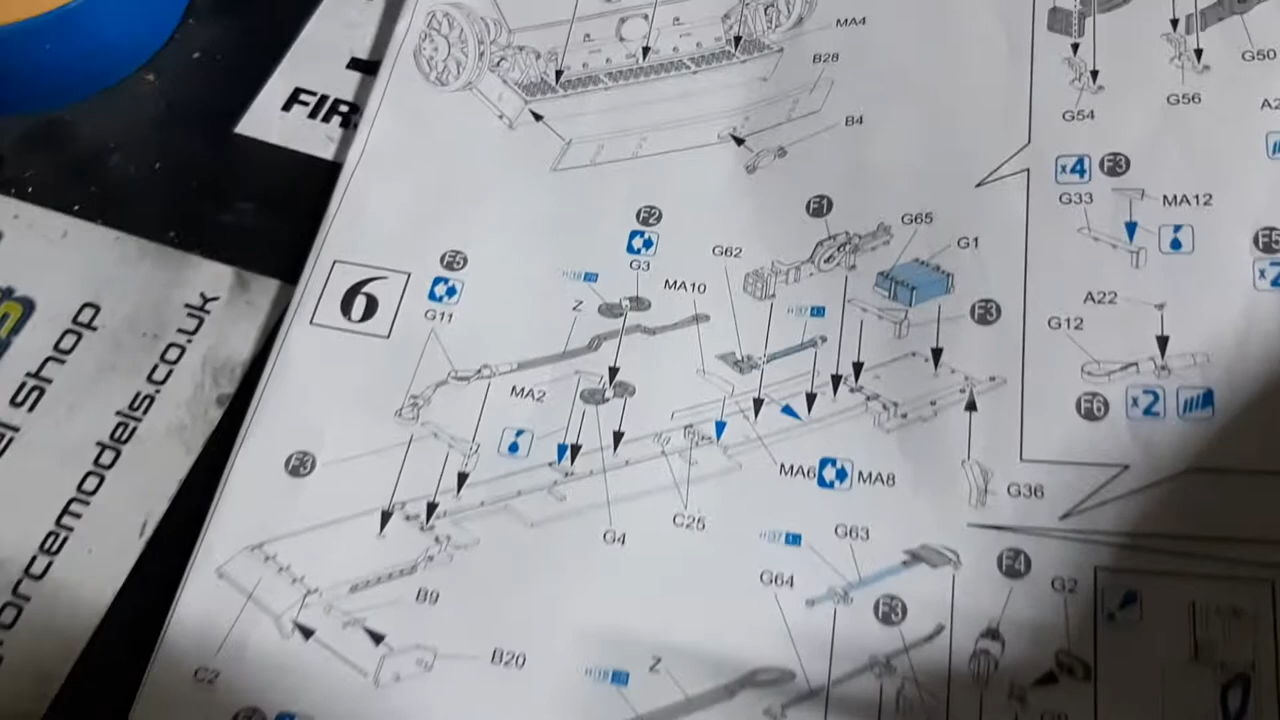 MA4
B28
B4
FIR
G54
G56
G50
x4 F3
G33
MA12
A22
G12
F6 x2
6
F5
G11
F2
G3
Z
MA10
G62
F1
G65
G1
F3
MA2
F3
G4
C25
MA6 MA8
G36
B9
C2
B20
G63
G64
F3
F4
G2
Z
el Shop
orcemodels.co.uk